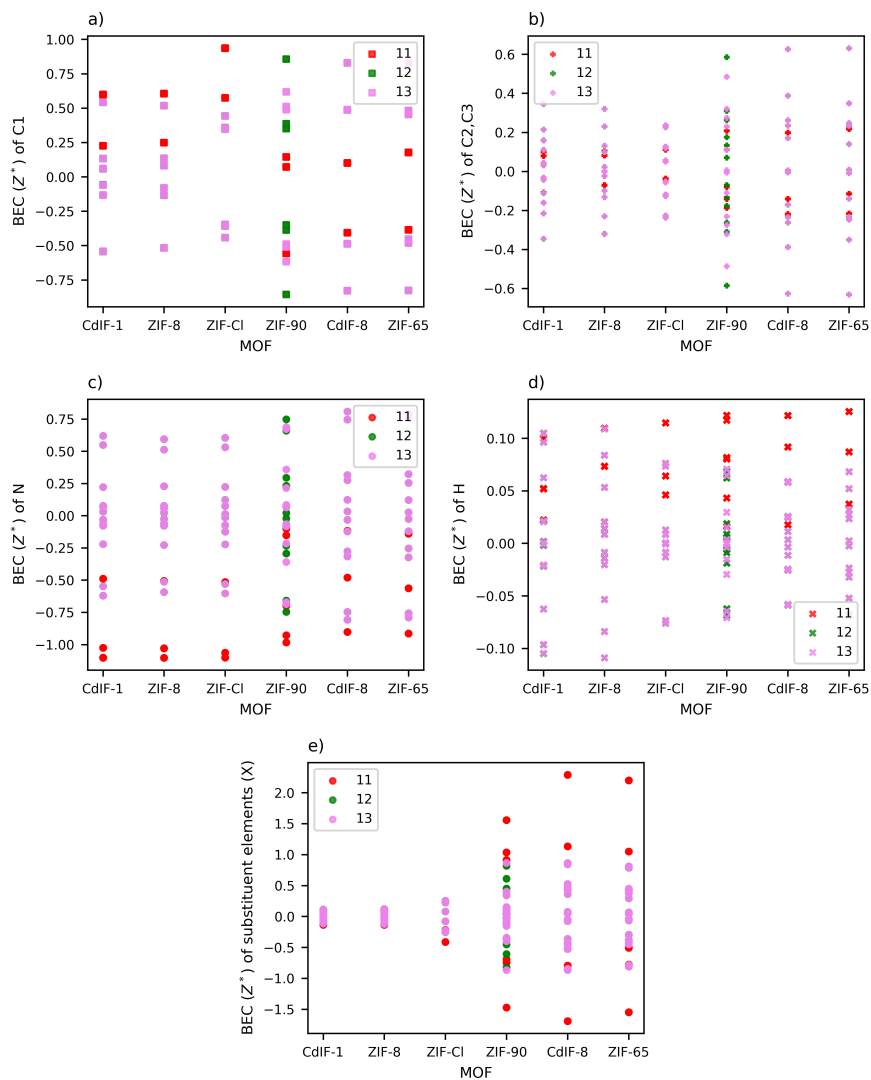 a)
BEC (Z*) of C1
1.00
0.75
0.50
0.25
0.00
−0.25
−0.50
−0.75
11
12
13
CdIF-1 ZIF-8 ZIF-Cl ZIF-90 CdIF-8 ZIF-65
MOF
b)
BEC (Z*) of C2,C3
0.6
0.4
0.2
0.0
−0.2
−0.4
−0.6
11
12
13
CdIF-1 ZIF-8 ZIF-Cl ZIF-90 CdIF-8 ZIF-65
MOF
c)
BEC (Z*) of N
0.75
0.50
0.25
0.00
−0.25
−0.50
−0.75
−1.00
11
12
13
CdIF-1 ZIF-8 ZIF-Cl ZIF-90 CdIF-8 ZIF-65
MOF
d)
BEC (Z*) of H
0.10
0.05
0.00
−0.05
−0.10
11
12
13
CdIF-1 ZIF-8 ZIF-Cl ZIF-90 CdIF-8 ZIF-65
MOF
e)
BEC (Z*) of substituent elements (X)
2.0
1.5
1.0
0.5
0.0
−0.5
−1.0
−1.5
11
12
13
CdIF-1 ZIF-8 ZIF-Cl ZIF-90 CdIF-8 ZIF-65
MOF